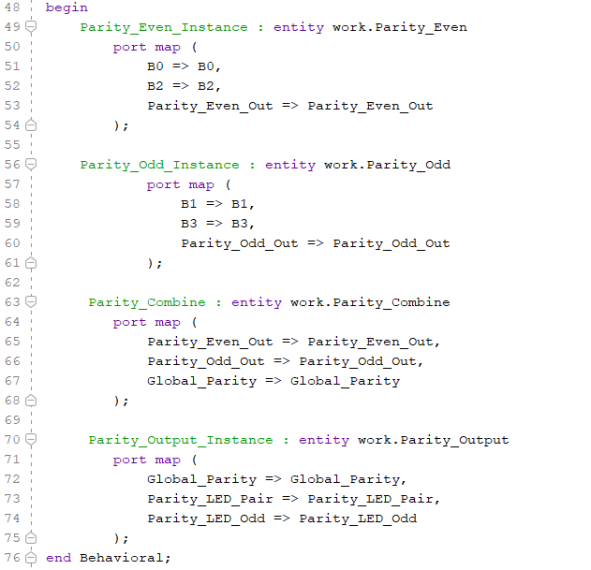 48 begin
49 Parity_Even_Instance : entity work.Parity_Even
50 port map (
51 B0 => B0,
52 B2 => B2,
53 Parity_Even_Out => Parity_Even_Out
54 );
55
56 Parity_Odd_Instance : entity work.Parity_Odd
57 port map (
58 B1 => B1,
59 B3 => B3,
60 Parity_Odd_Out => Parity_Odd_Out
61 );
62
63 Parity_Combine : entity work.Parity_Combine
64 port map (
65 Parity_Even_Out => Parity_Even_Out,
66 Parity_Odd_Out => Parity_Odd_Out,
67 Global_Parity => Global_Parity
68 );
69
70 Parity_Output_Instance : entity work.Parity_Output
71 port map (
72 Global_Parity => Global_Parity,
73 Parity_LED_Pair => Parity_LED_Pair,
74 Parity_LED_Odd => Parity_LED_Odd
75 );
76 end Behavioral;